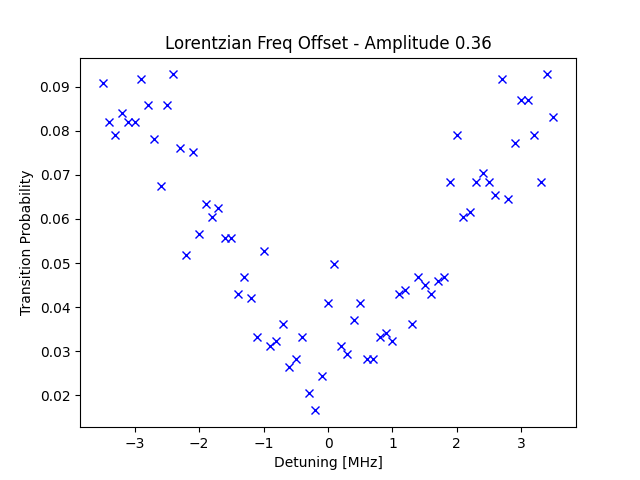 Lorentzian Freq Offset - Amplitude 0.36
0.09
0.08
0.07
0.06
0.05
0.04
0.03
0.02
Transition Probability
−3 −2 −1 0 1 2 3
Detuning [MHz]